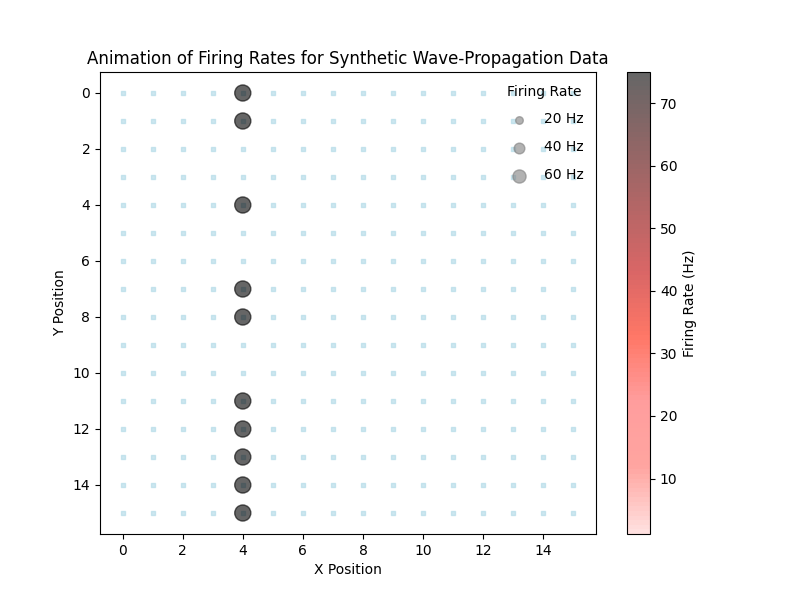 Animation of Firing Rates for Synthetic Wave-Propagation Data
Firing Rate
20 Hz
40 Hz
60 Hz
0
2
4
6
8
10
12
14
Y Position
0 2 4 6 8 10 12 14
X Position
70
60
50
40
30
20
10
Firing Rate (Hz)